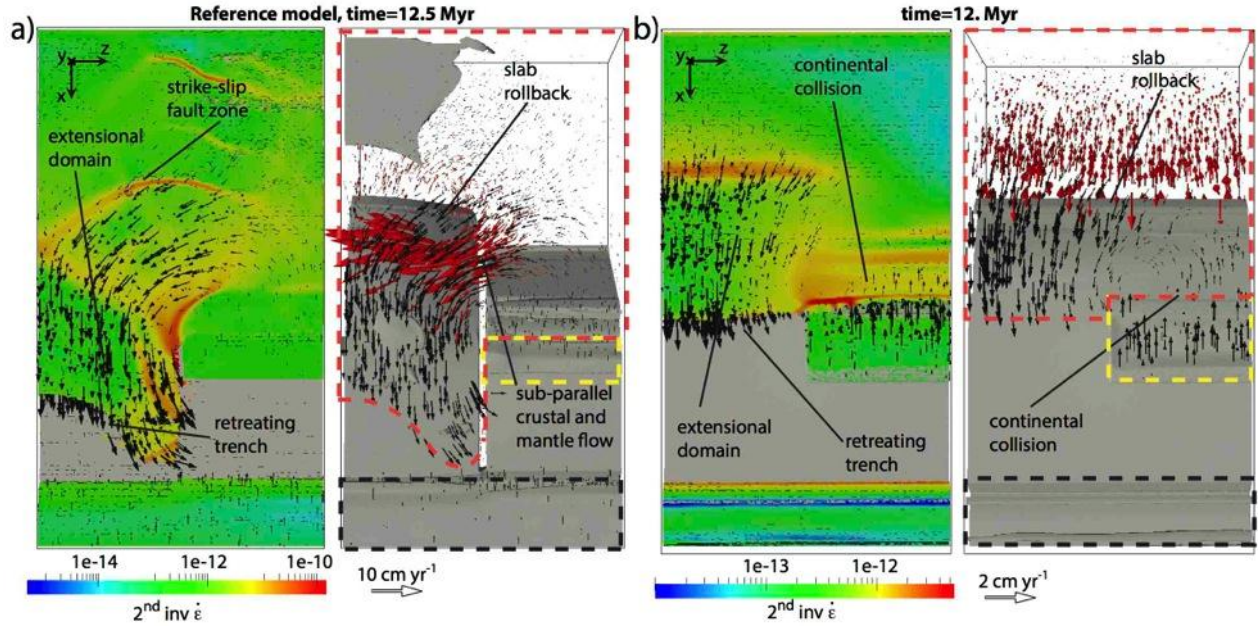 Reference model, time=12.5 Myr
a)
y
z
x
strike-slip
fault zone
extensional
domain
retreating
trench
slab
rollback
sub-parallel
crustal and
mantle flow
1e-14
1e-12
1e-10
2nd inv ε̇
10 cm yr-1
time=12. Myr
b)
y
z
x
continental
collision
extensional
domain
retreating
trench
slab
rollback
continental
collision
1e-13
1e-12
2nd inv ε̇
2 cm yr-1